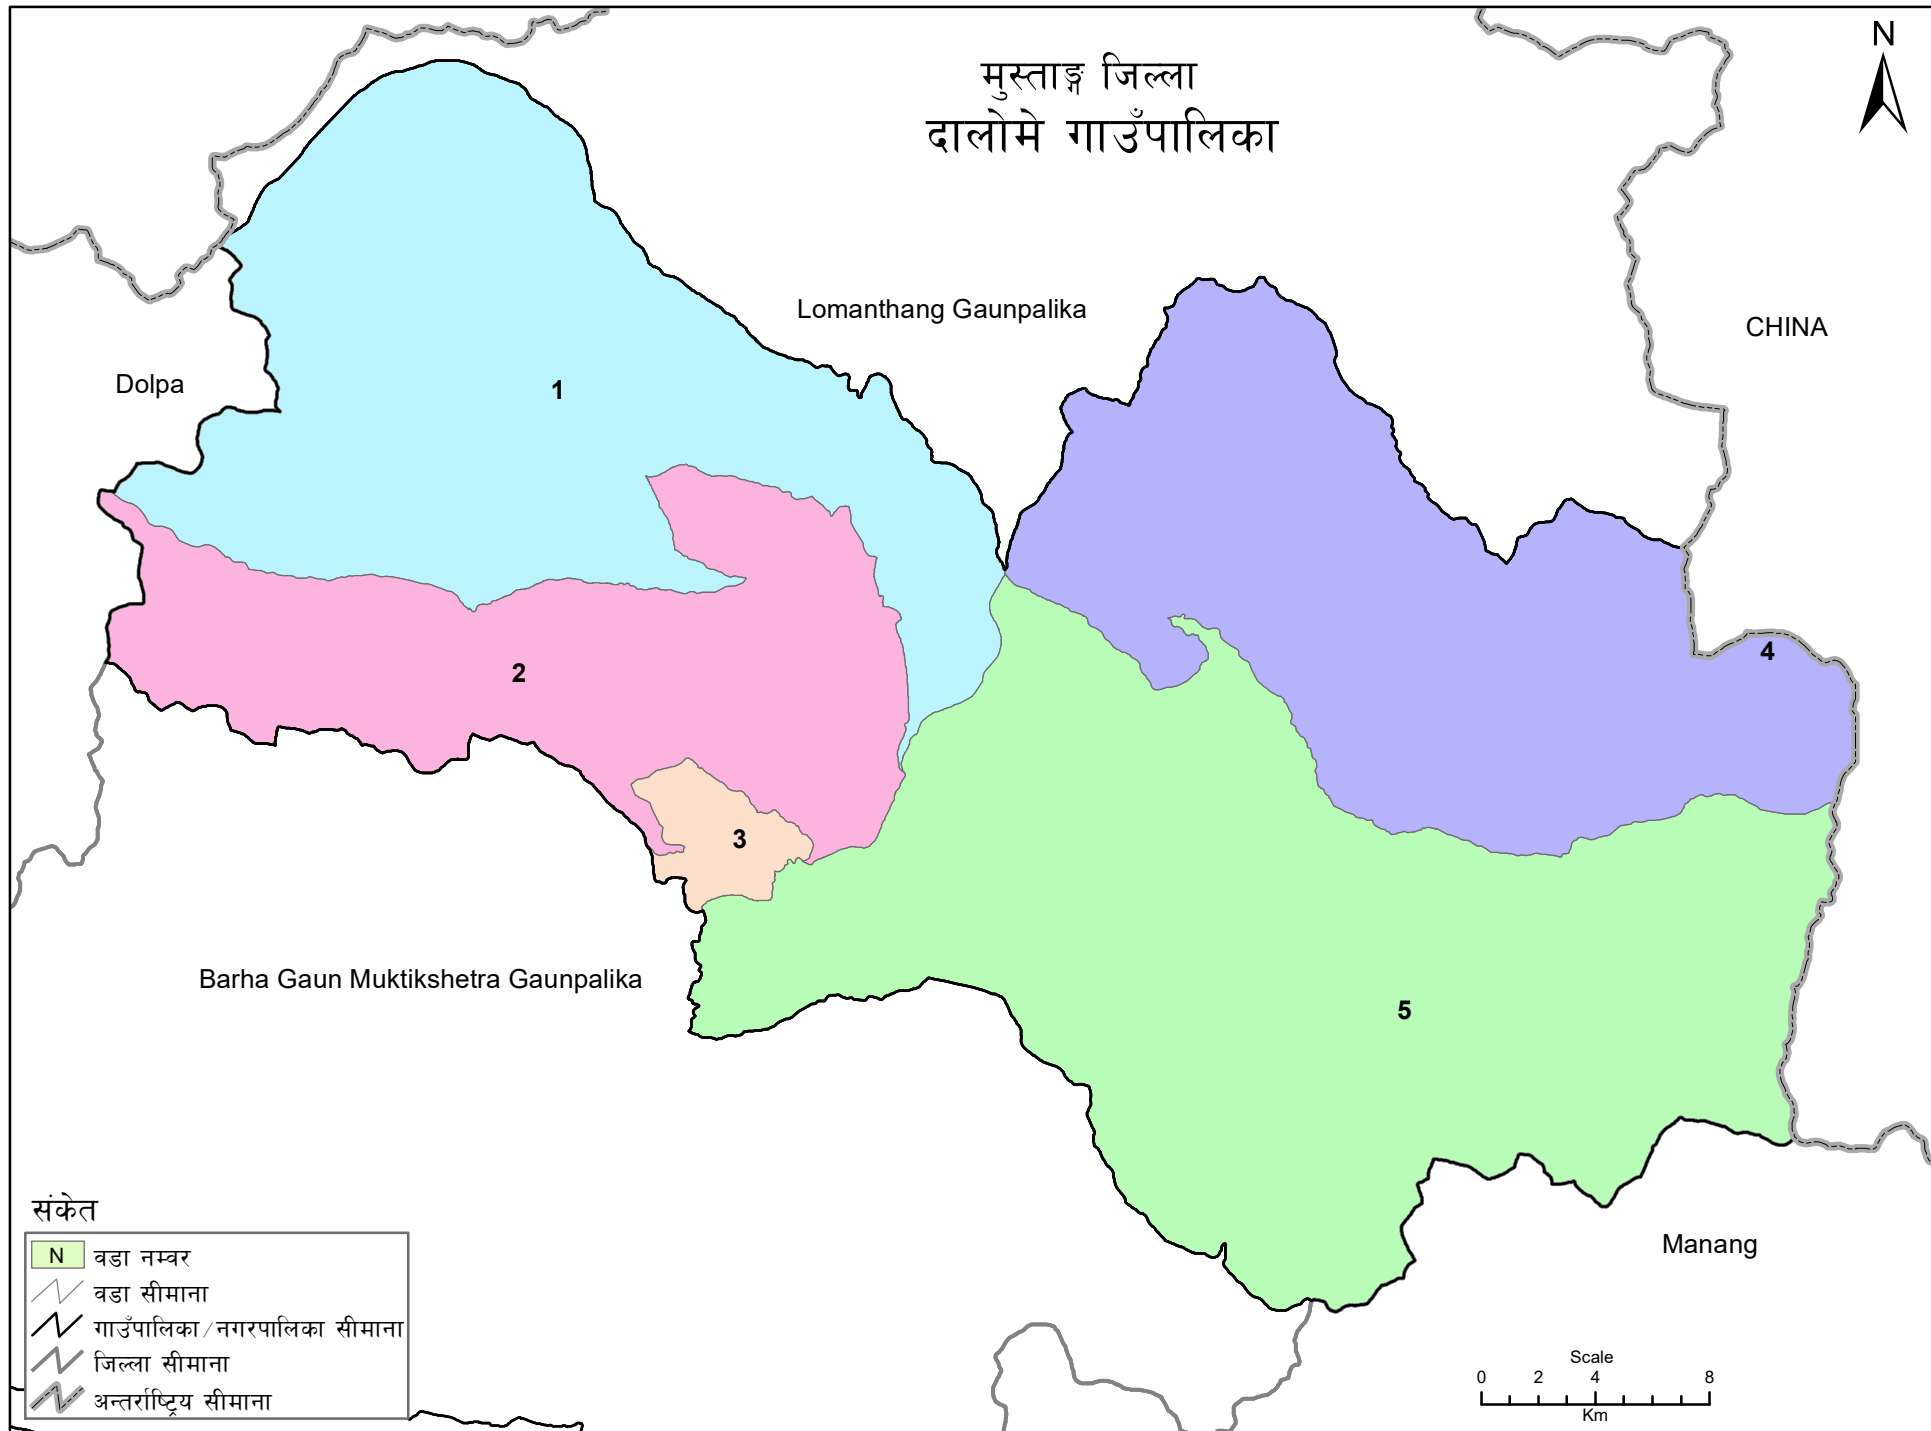 मुस्ताङ्ग जिल्ला
दालोमे गाउँपालिका
N
Lomanthang Gaunpalika
CHINA
Dolpa
1
4
2
3
Barha Gaun Muktikshetra Gaunpalika
5
Manang
संकेत
N वडा नम्वर
वडा सीमाना
गाउँपालिका/नगरपालिका सीमाना
जिल्ला सीमाना
अन्तर्राष्ट्रिय सीमाना
Scale
0 2 4 8
Km